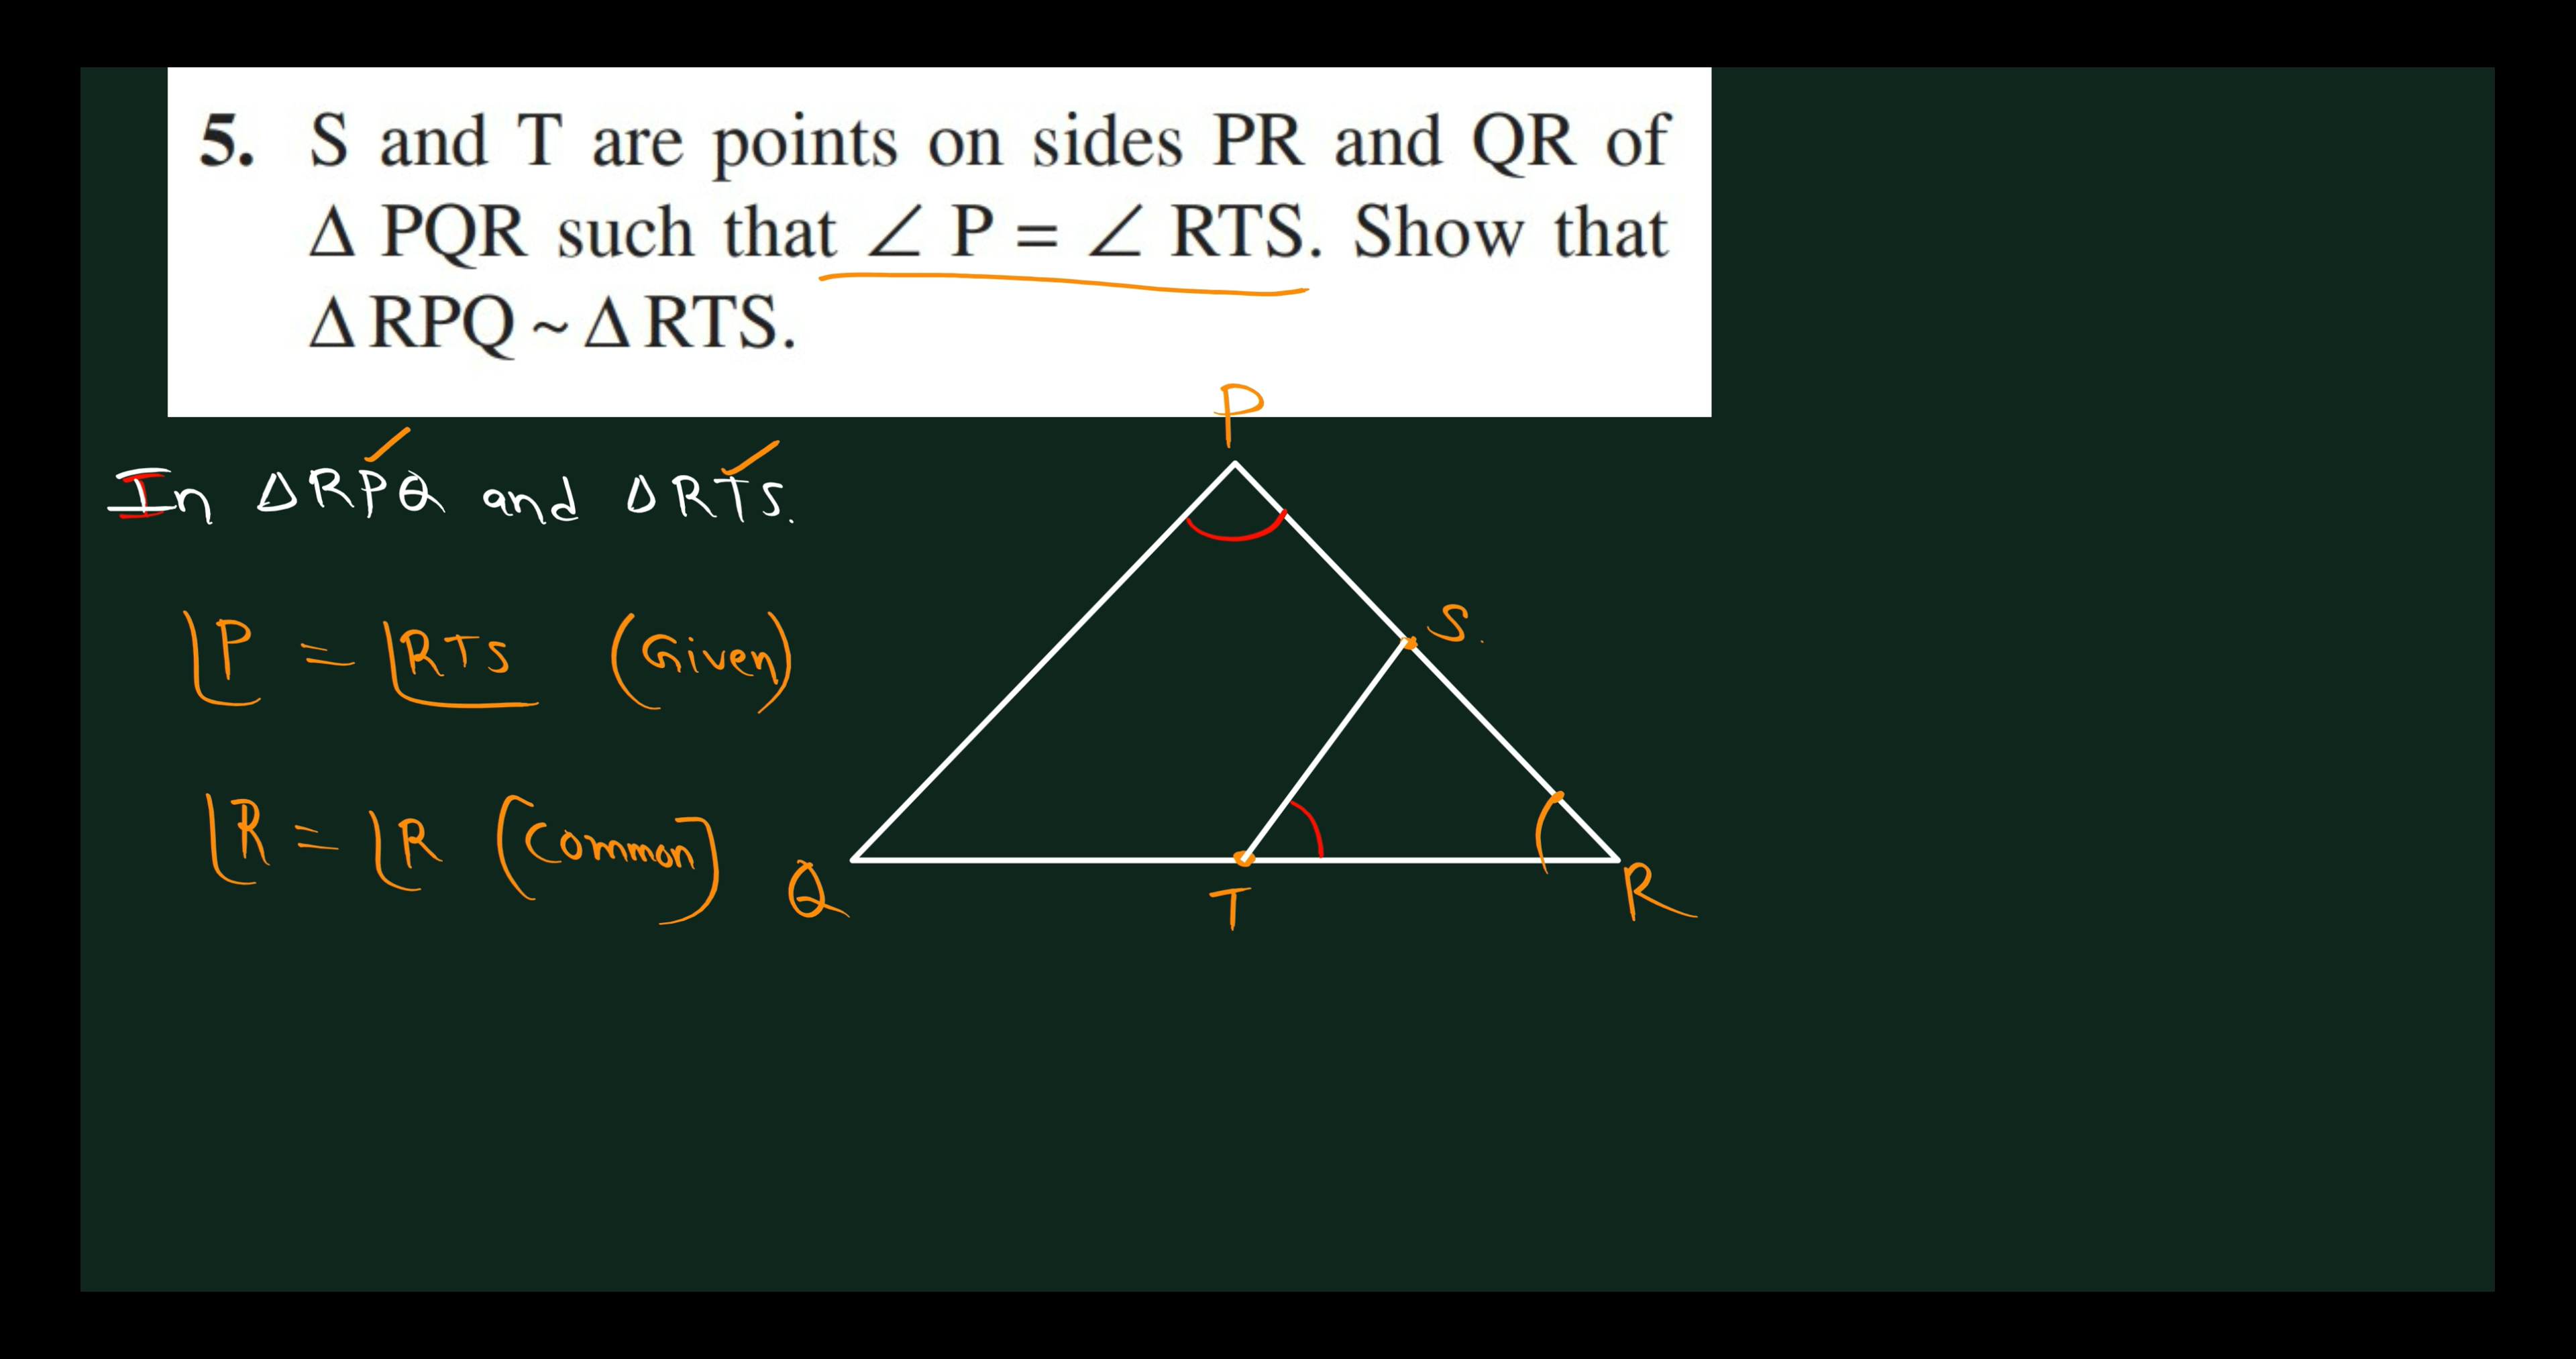 5. S and T are points on sides PR and QR of
Δ PQR such that ∠ P = ∠ RTS. Show that
Δ RPQ ~ Δ RTS.
In ΔRPQ and ΔRTS.
∠P = ∠RTS (Given)
∠R = ∠R (Common)
P
S.
Q
T
R